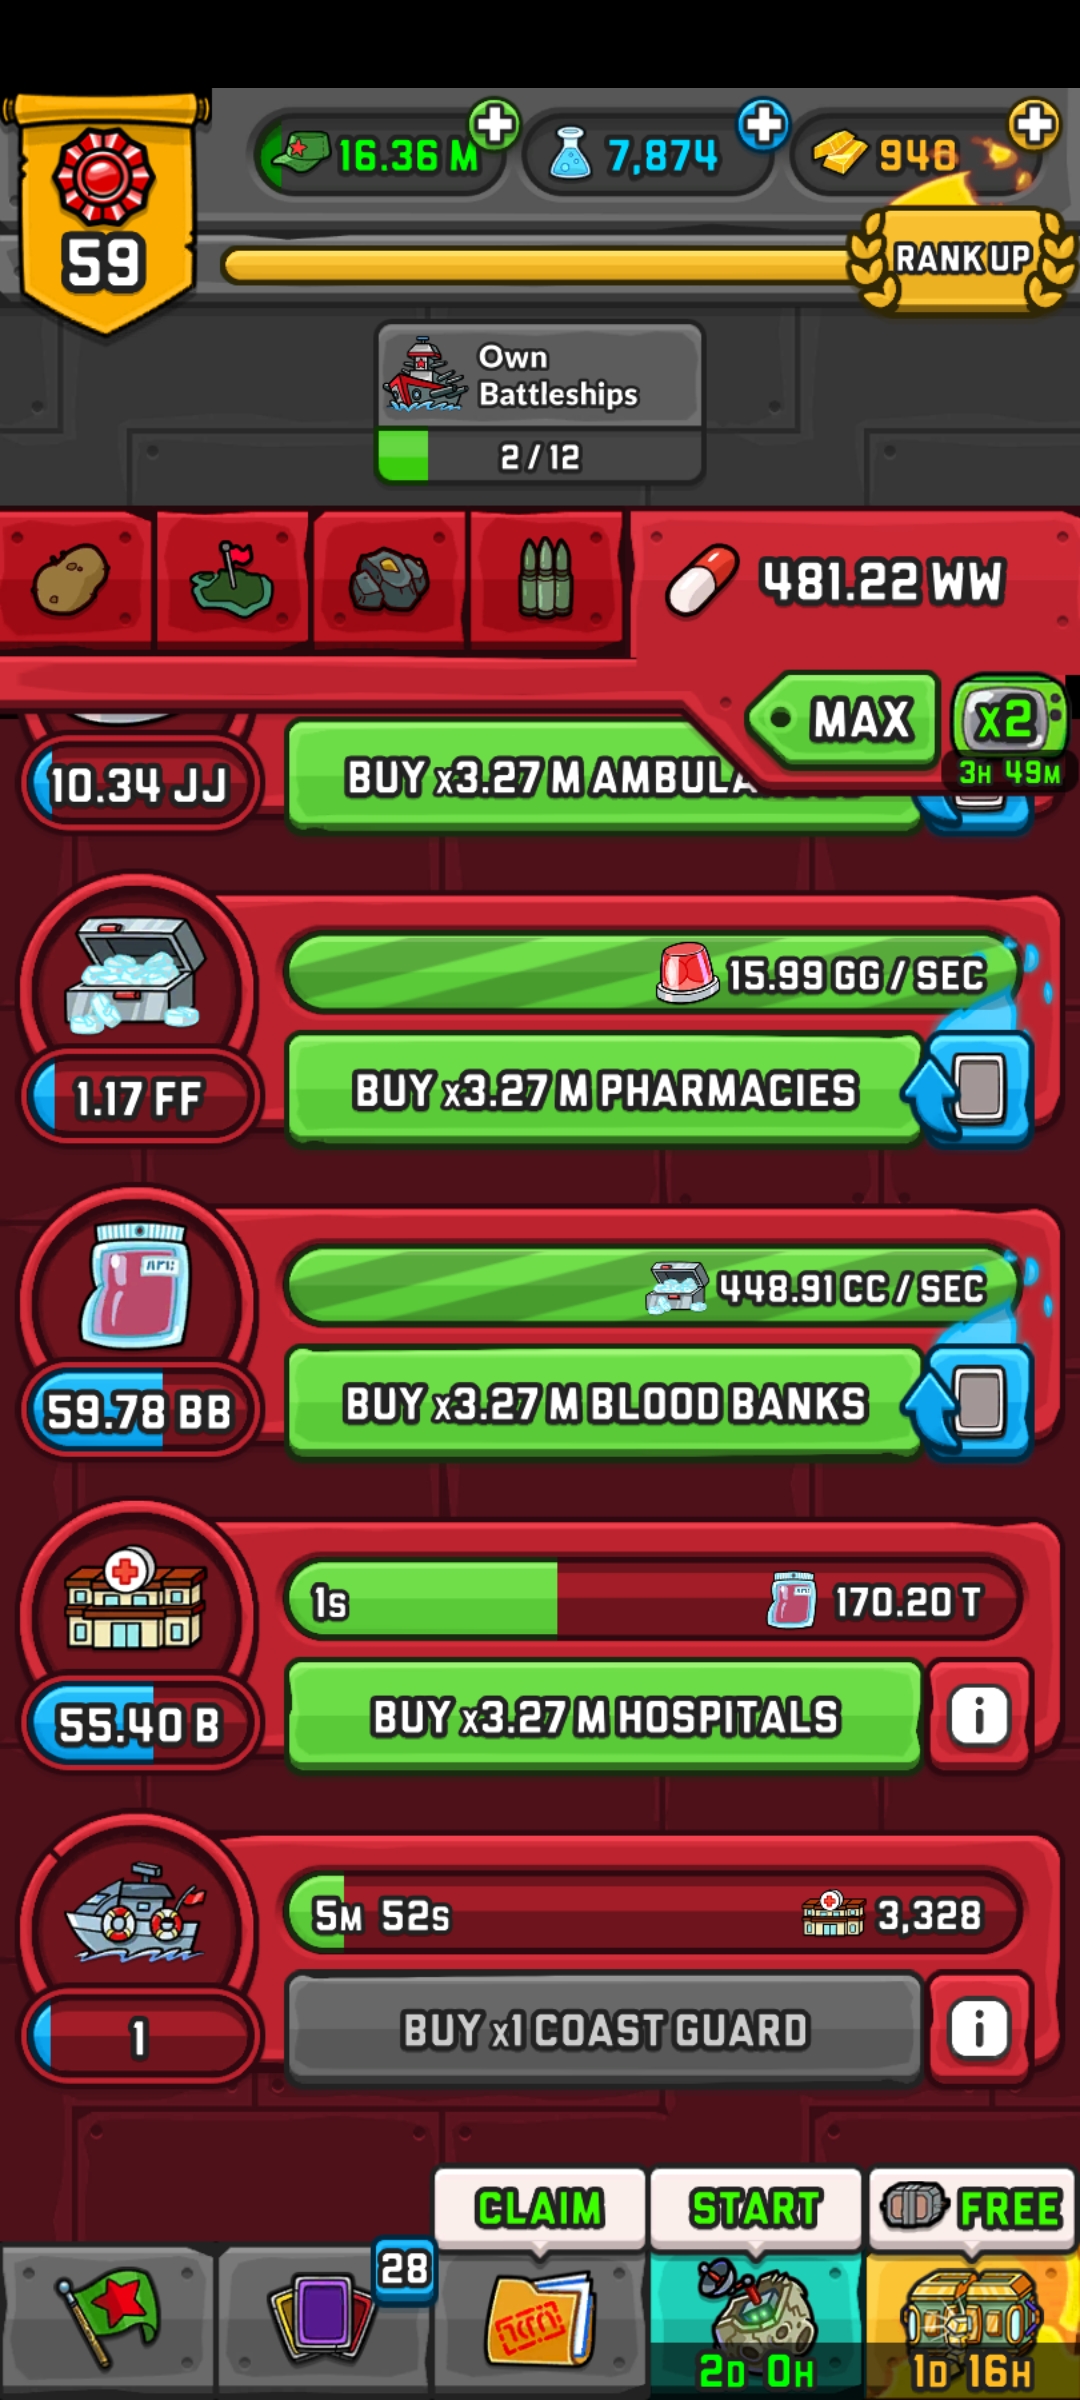 59
16.36 M
7,874
940
RANK UP
Own
Battleships
2 / 12
481.22 WW
MAX
x2
3H 49M
10.34 JJ
BUY x3.27 M
15.99 GG / SEC
1.17 FF
BUY x3.27 M PHARMACIES
448.91 CC / SEC
59.78 BB
BUY x3.27 M BLOOD BANKS
1s
170.20 T
55.40 B
BUY x3.27 M HOSPITALS
i
5M 52s
3,328
1
BUY x1 COAST GUARD
i
CLAIM
START
FREE
28
2D 0H
1D 16H